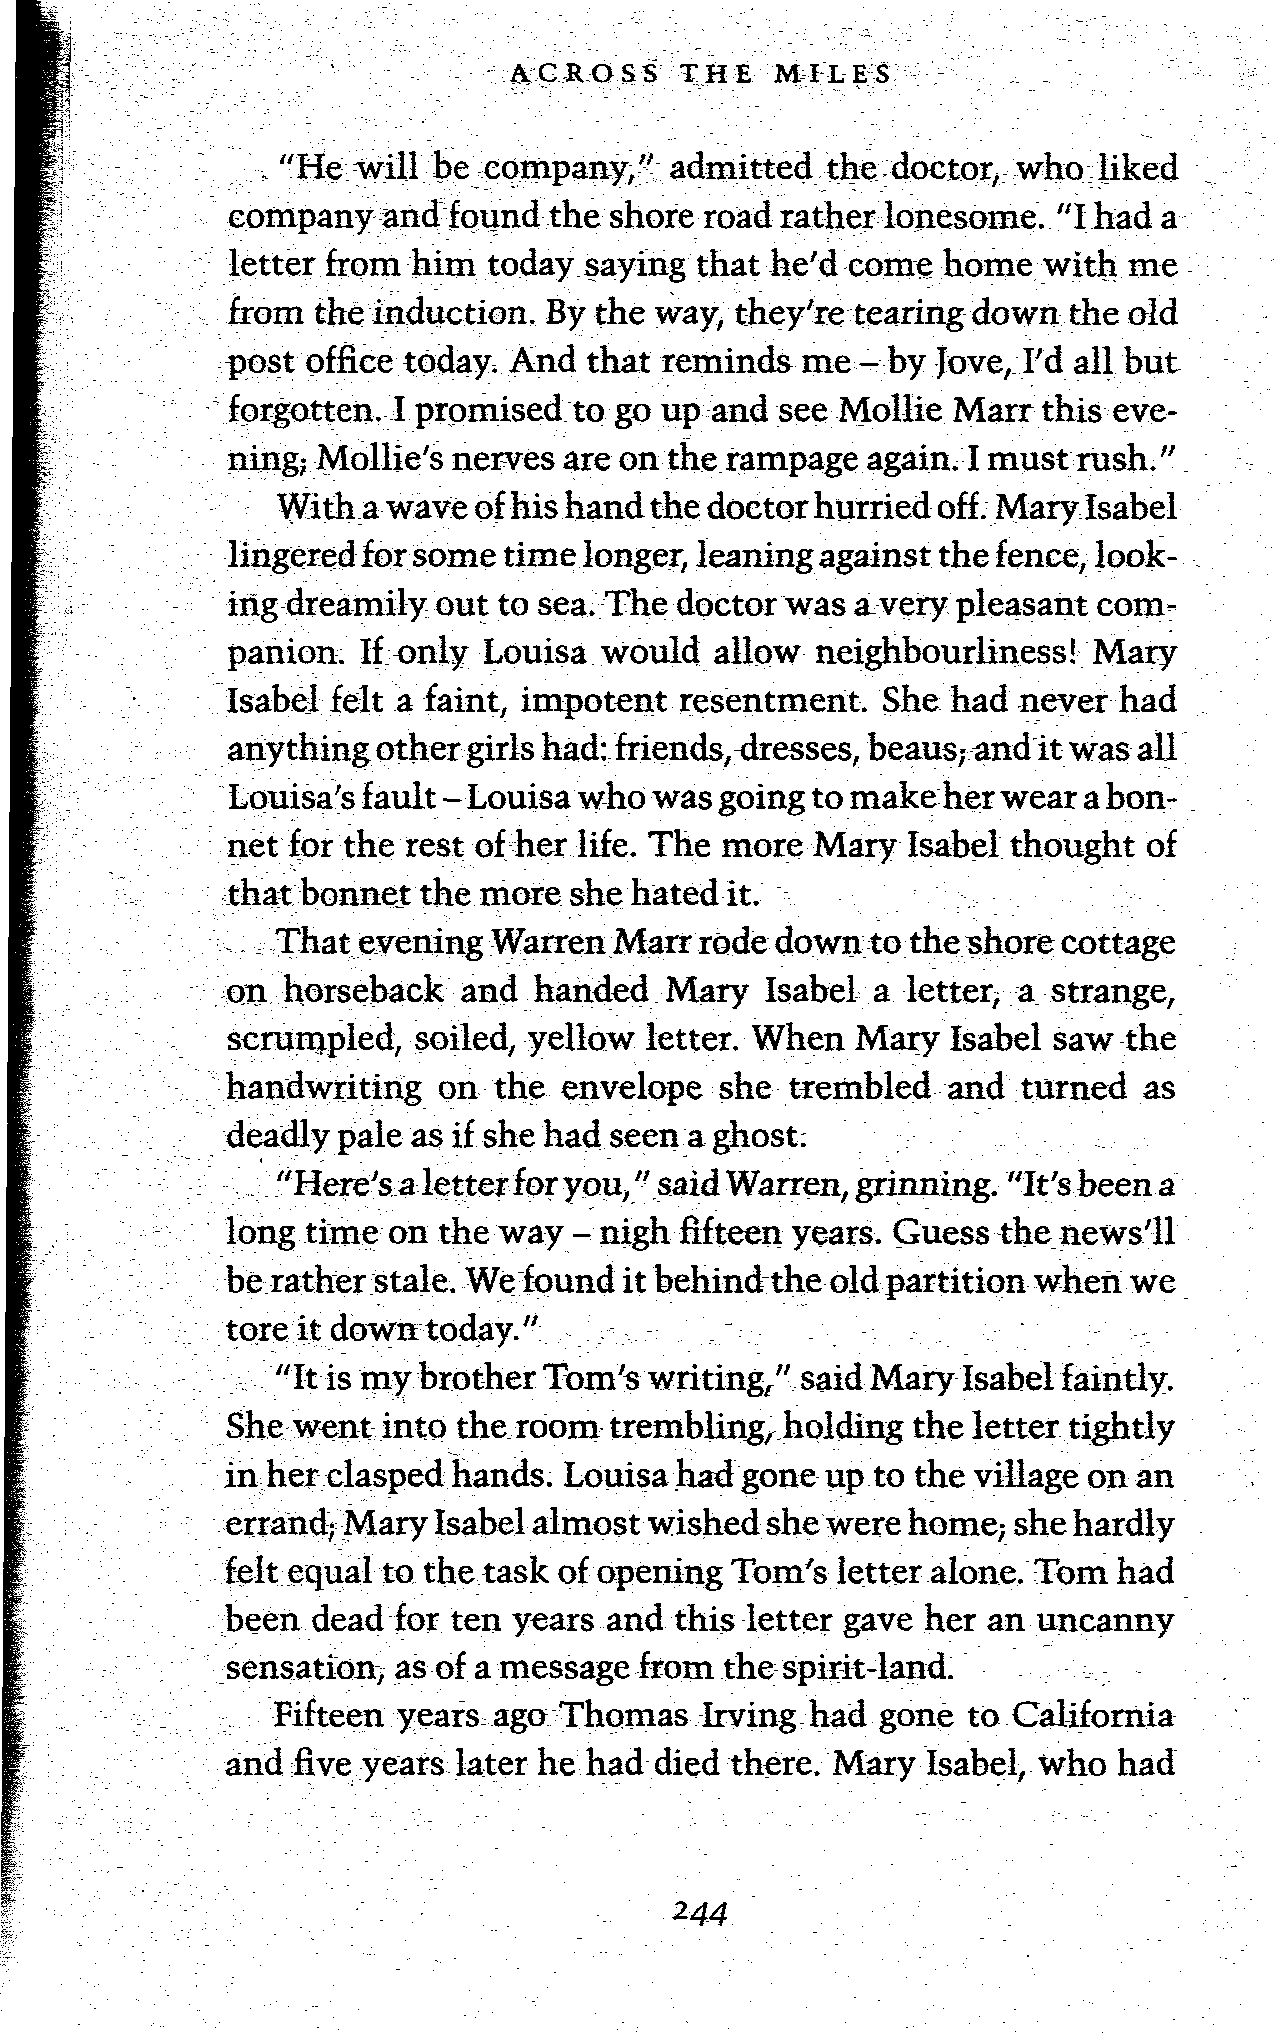 ACROSS THE MILES
"He will be company," admitted the doctor, who liked
company and found the shore road rather lonesome. "I had a
letter from him today saying that he'd come home with me
from the induction. By the way, they're tearing down the old
post office today. And that reminds me – by Jove, I'd all but
forgotten. I promised to go up and see Mollie Marr this eve-
ning; Mollie's nerves are on the rampage again. I must rush."
With a wave of his hand the doctor hurried off. Mary Isabel
lingered for some time longer, leaning against the fence, look-
ing dreamily out to sea. The doctor was a very pleasant com-
panion. If only Louisa would allow neighbourliness! Mary
Isabel felt a faint, impotent resentment. She had never had
anything other girls had: friends, dresses, beaus, and it was all
Louisa's fault – Louisa who was going to make her wear a bon-
net for the rest of her life. The more Mary Isabel thought of
that bonnet the more she hated it.
That evening Warren Marr rode down to the shore cottage
on horseback and handed Mary Isabel a letter, a strange,
scrumpled, soiled, yellow letter. When Mary Isabel saw the
handwriting on the envelope she trembled and turned as
deadly pale as if she had seen a ghost.
"Here's a letter for you," said Warren, grinning. "It's been a
long time on the way – nigh fifteen years. Guess the news'll
be rather stale. We found it behind the old partition when we
tore it down today."
"It is my brother Tom's writing," said Mary Isabel faintly.
She went into the room trembling, holding the letter tightly
in her clasped hands. Louisa had gone up to the village on an
errand; Mary Isabel almost wished she were home; she hardly
felt equal to the task of opening Tom's letter alone. Tom had
been dead for ten years and this letter gave her an uncanny
sensation, as of a message from the spirit-land.
Fifteen years ago Thomas Irving had gone to California
and five years later he had died there. Mary Isabel, who had
244